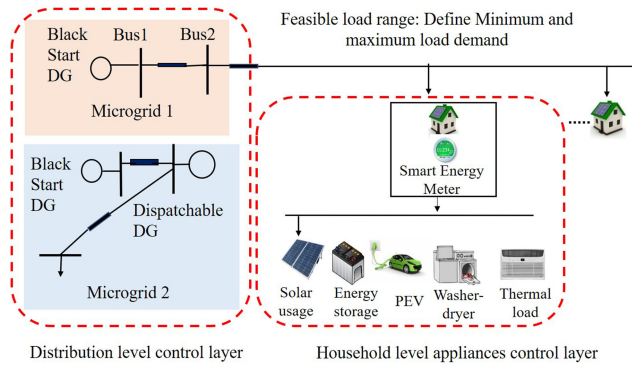 Feasible load range: Define Minimum and
maximum load demand
Black
Start
DG
Bus1
Bus2
Microgrid 1
Black
Start
DG
Dispatchable
DG
Microgrid 2
Smart Energy
Meter
Solar
usage
Energy
storage
PEV
Washer-
dryer
Thermal
load
Distribution level control layer
Household level appliances control layer